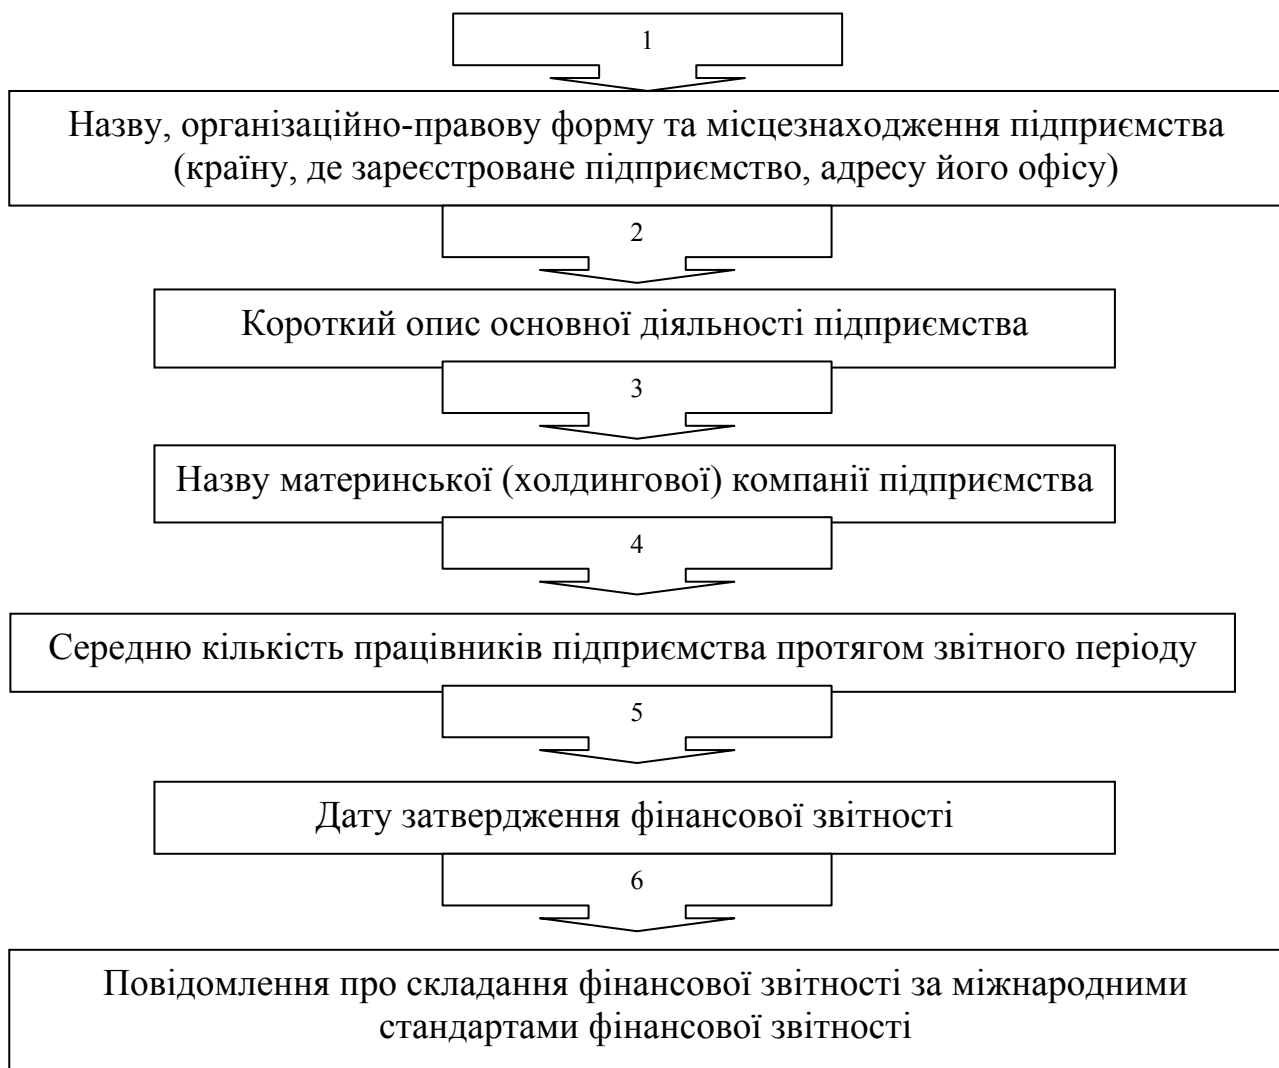 1
Назву, організаційно-правову форму та місцезнаходження підприємства
(країну, де зареєстроване підприємство, адресу його офісу)
2
Короткий опис основної діяльності підприємства
3
Назву материнської (холдингової) компанії підприємства
4
Середню кількість працівників підприємства протягом звітного періоду
5
Дату затвердження фінансової звітності
6
Повідомлення про складання фінансової звітності за міжнародними
стандартами фінансової звітності